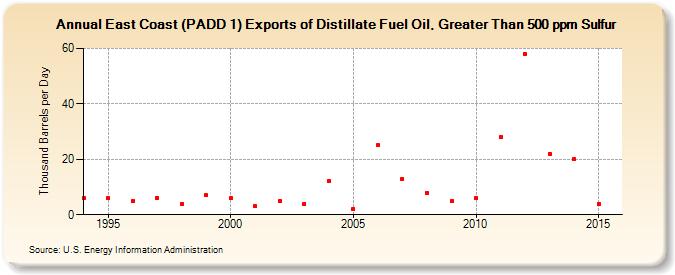 Annual East Coast (PADD 1) Exports of Distillate Fuel Oil, Greater Than 500 ppm Sulfur
Thousand Barrels per Day
60
40
20
0
1995 2000 2005 2010 2015
Source: U.S. Energy Information Administration